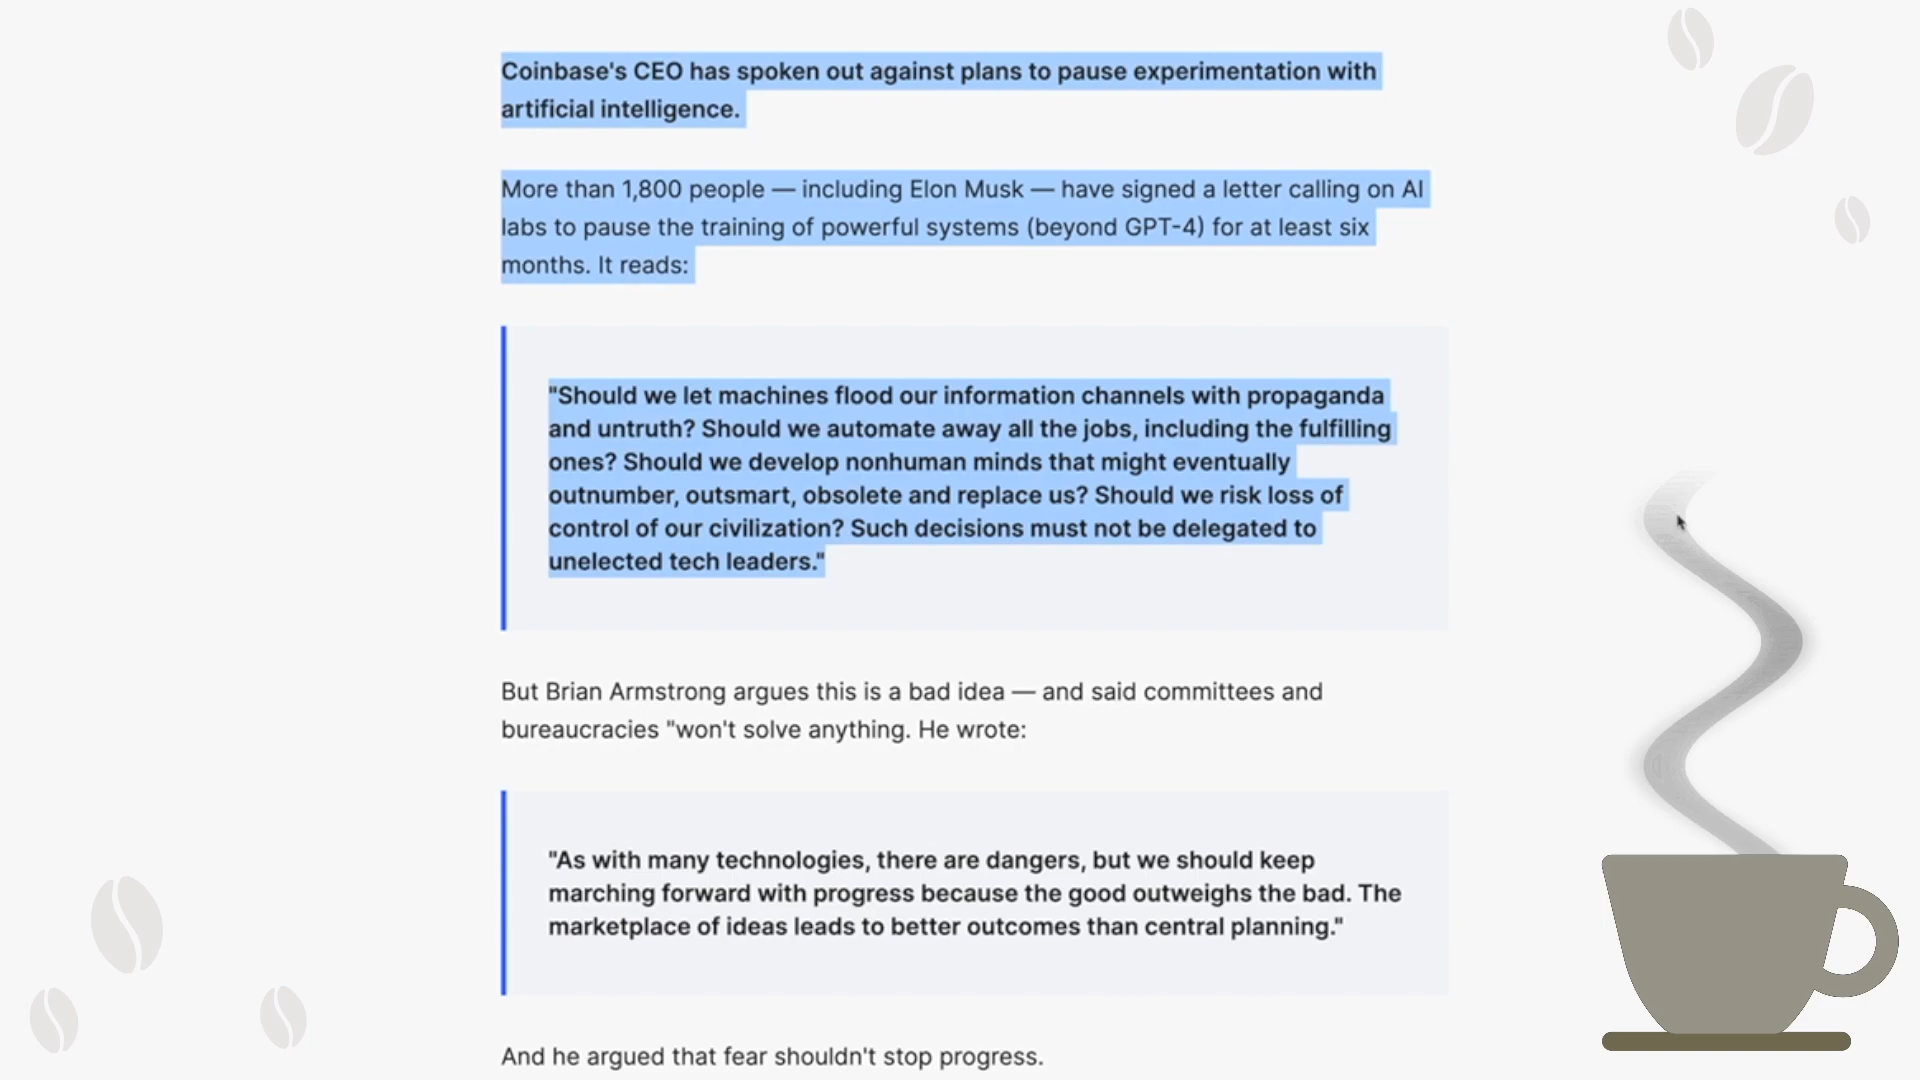 Coinbase's CEO has spoken out against plans to pause experimentation with
artificial intelligence.
More than 1,800 people — including Elon Musk — have signed a letter calling on AI
labs to pause the training of powerful systems (beyond GPT-4) for at least six
months. It reads:
"Should we let machines flood our information channels with propaganda
and untruth? Should we automate away all the jobs, including the fulfilling
ones? Should we develop nonhuman minds that might eventually
outnumber, outsmart, obsolete and replace us? Should we risk loss of
control of our civilization? Such decisions must not be delegated to
unelected tech leaders."
But Brian Armstrong argues this is a bad idea — and said committees and
bureaucracies "won't solve anything. He wrote:
"As with many technologies, there are dangers, but we should keep
marching forward with progress because the good outweighs the bad. The
marketplace of ideas leads to better outcomes than central planning."
And he argued that fear shouldn't stop progress.